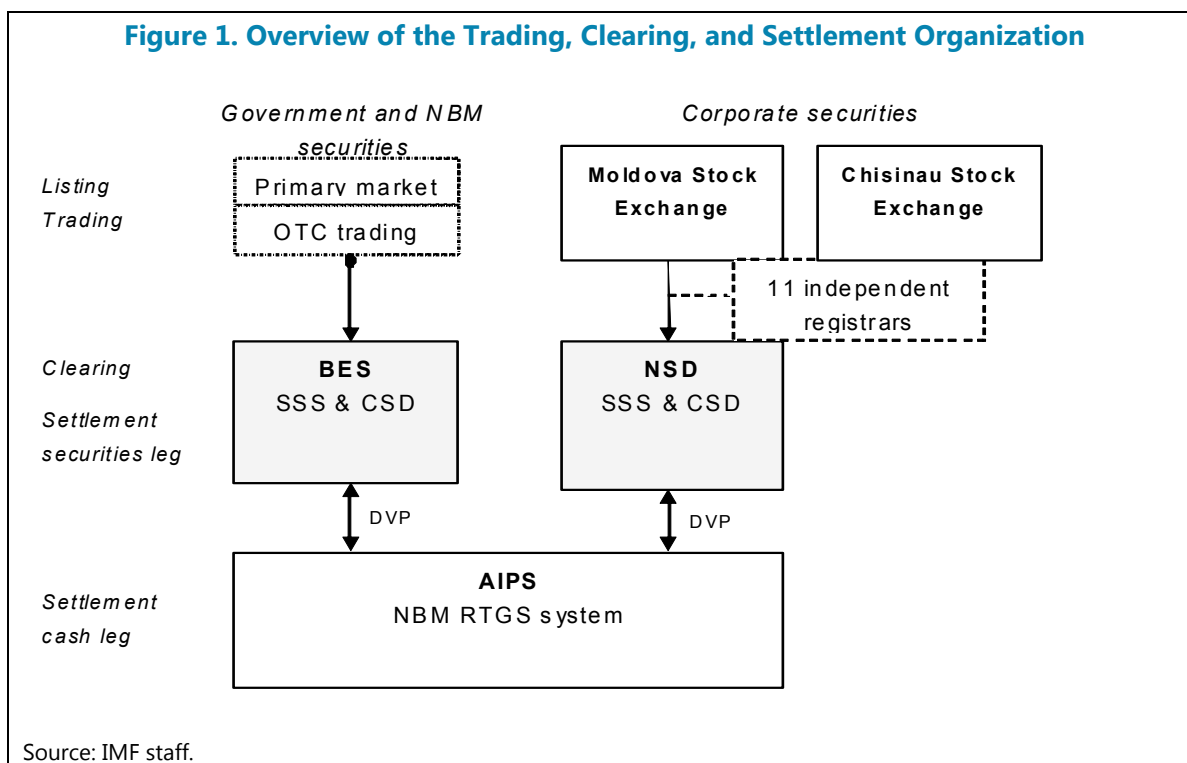 Figure 1. Overview of the Trading, Clearing, and Settlement Organization
Government and NBM
securities
Corporate securities
Listing
Trading
Primary market
OTC trading
Moldova Stock
Exchange
Chisinau Stock
Exchange
11 independent
registrars
Clearing
Settlement
securities leg
BES
SSS & CSD
NSD
SSS & CSD
DVP
DVP
Settlement
cash leg
AIPS
NBM RTGS system
Source: IMF staff.